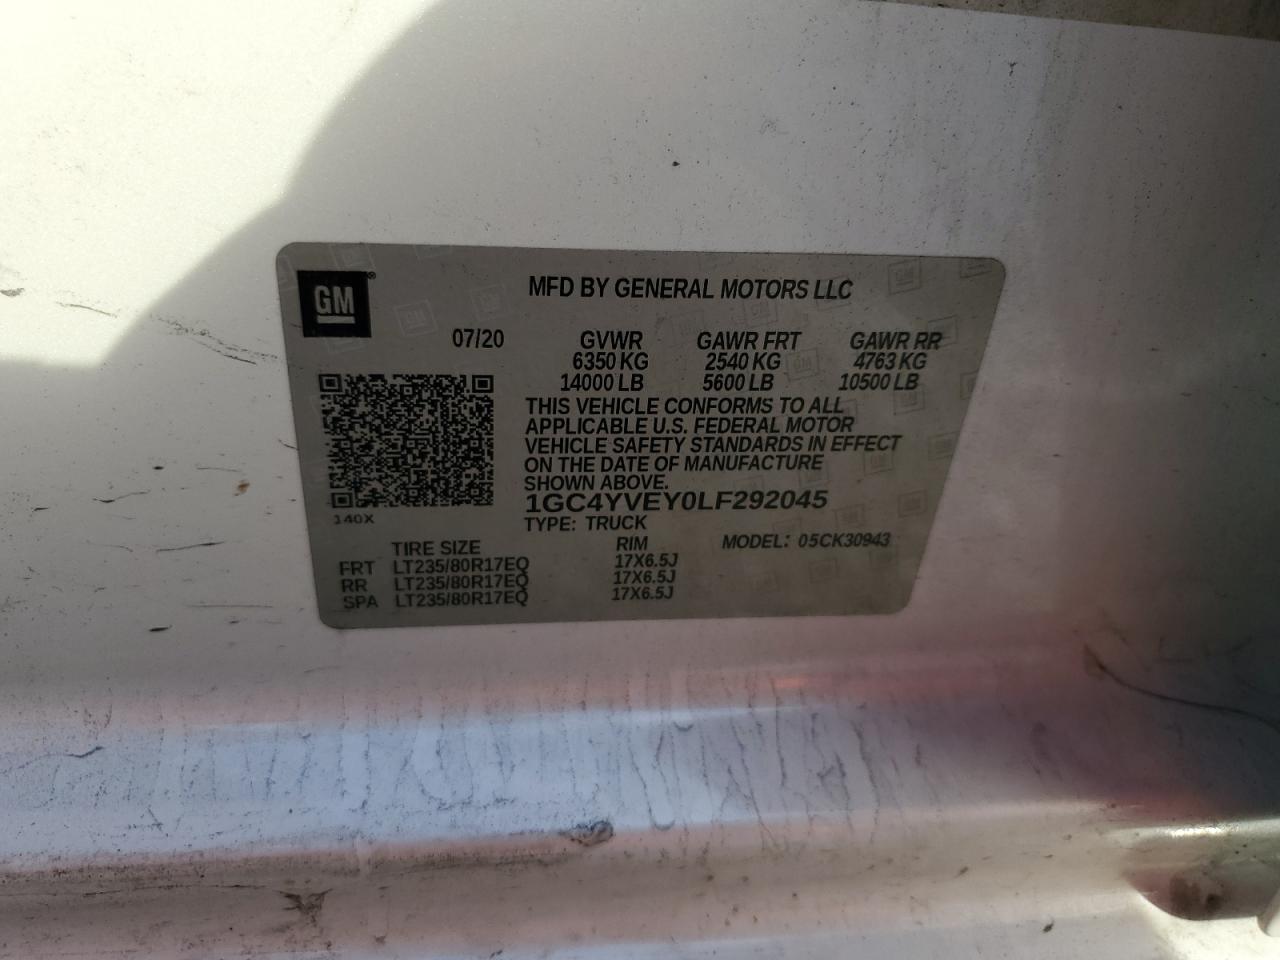 GM®
MFD BY GENERAL MOTORS LLC
07/20 GVWR GAWR FRT GAWR RR
6350 KG 2540 KG 4763 KG
14000 LB 5600 LB 10500 LB
THIS VEHICLE CONFORMS TO ALL
APPLICABLE U.S. FEDERAL MOTOR
VEHICLE SAFETY STANDARDS IN EFFECT
ON THE DATE OF MANUFACTURE
SHOWN ABOVE.
1GC4YVEY0LF292045
140X
TYPE: TRUCK
TIRE SIZE RIM MODEL: 05CK30943
FRT LT235/80R17EQ 17X6.5J
RR LT235/80R17EQ 17X6.5J
SPA LT235/80R17EQ 17X6.5J